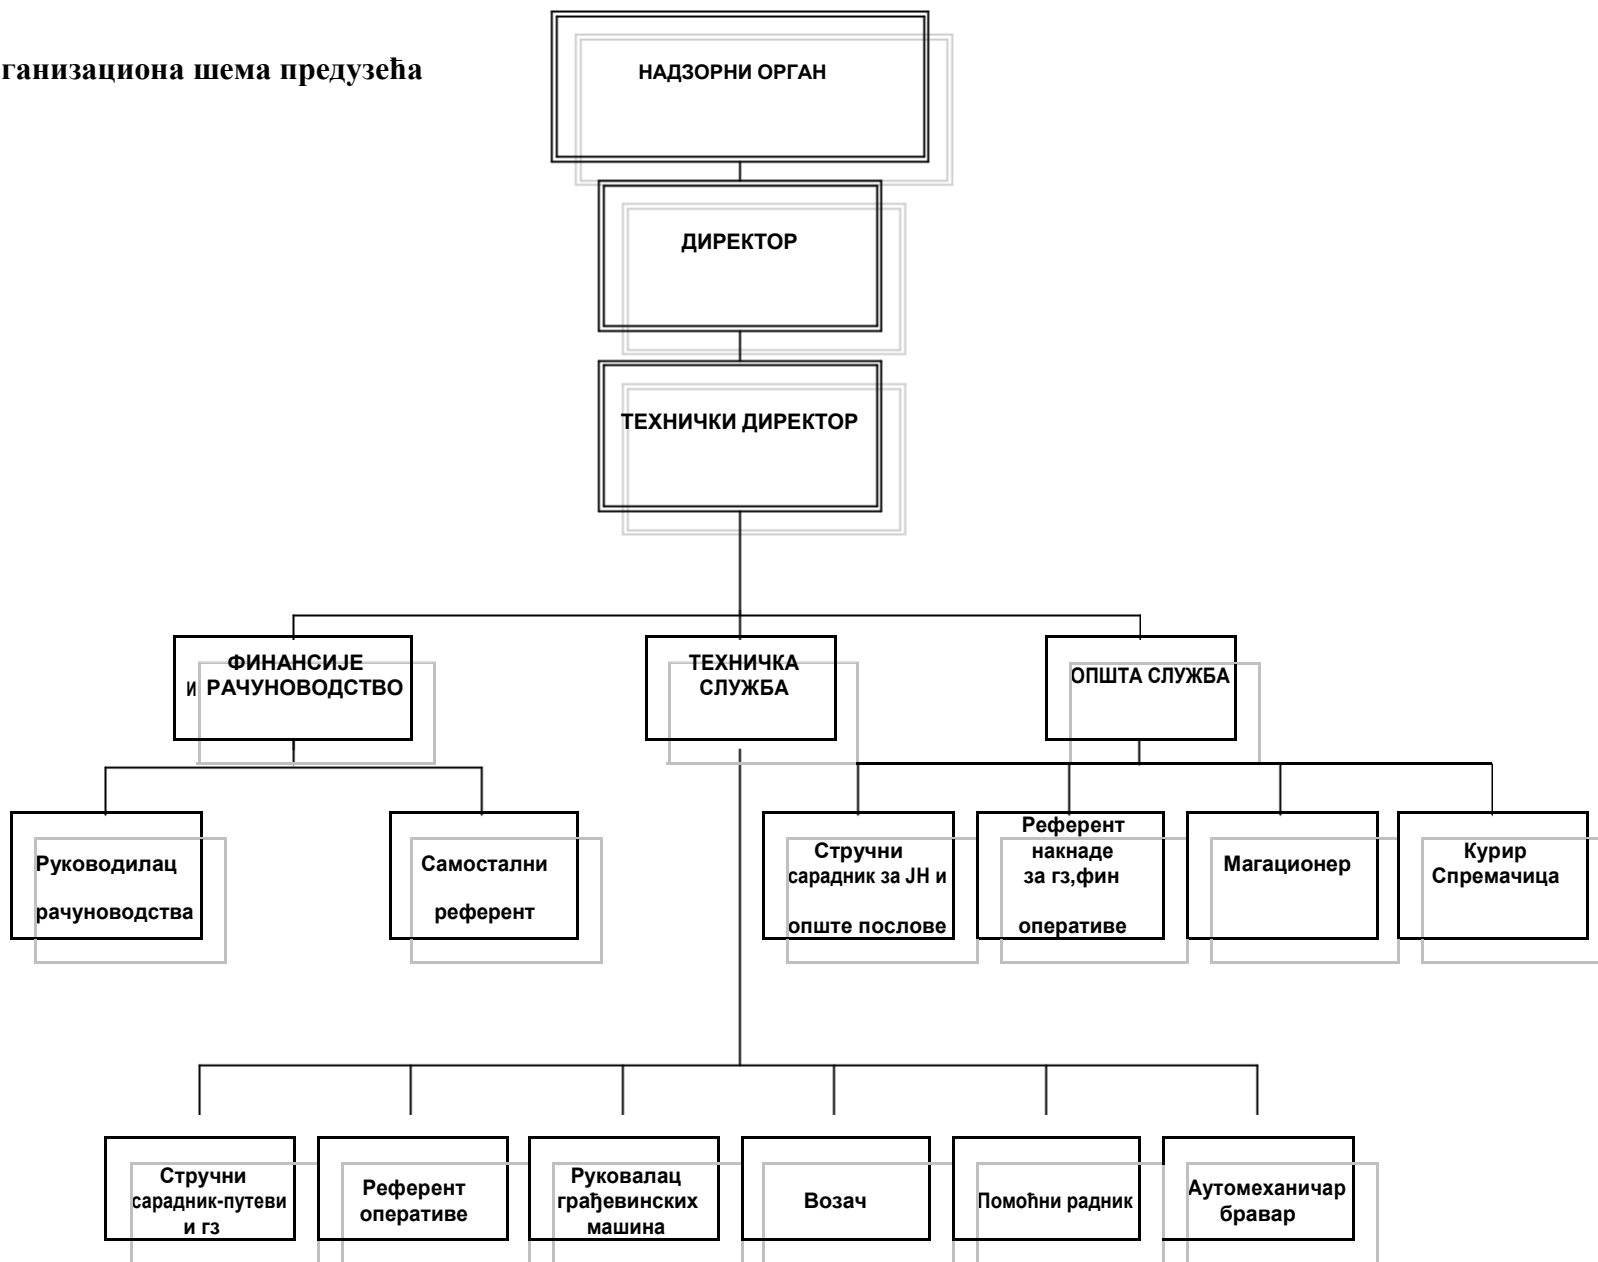 ганизациона шема предузећа
НАДЗОРНИ ОРГАН
ДИРЕКТОР
ТЕХНИЧКИ ДИРЕКТОР
ФИНАНСИЈЕ
и РАЧУНОВОДСТВО
ТЕХНИЧКА
СЛУЖБА
ОПШТА СЛУЖБА
Руководилац
рачуноводства
Самостални
референт
Стручни
сарадник за ЈН и
опште послове
Референт
накнаде
за гз,фин
оперативе
Магационер
Курир
Спремачица
Стручни
сарадник-путеви
и гз
Референт
оперативе
Руковалац
грађевинских
машина
Возач
Помоћни радник
Аутомеханичар
бравар